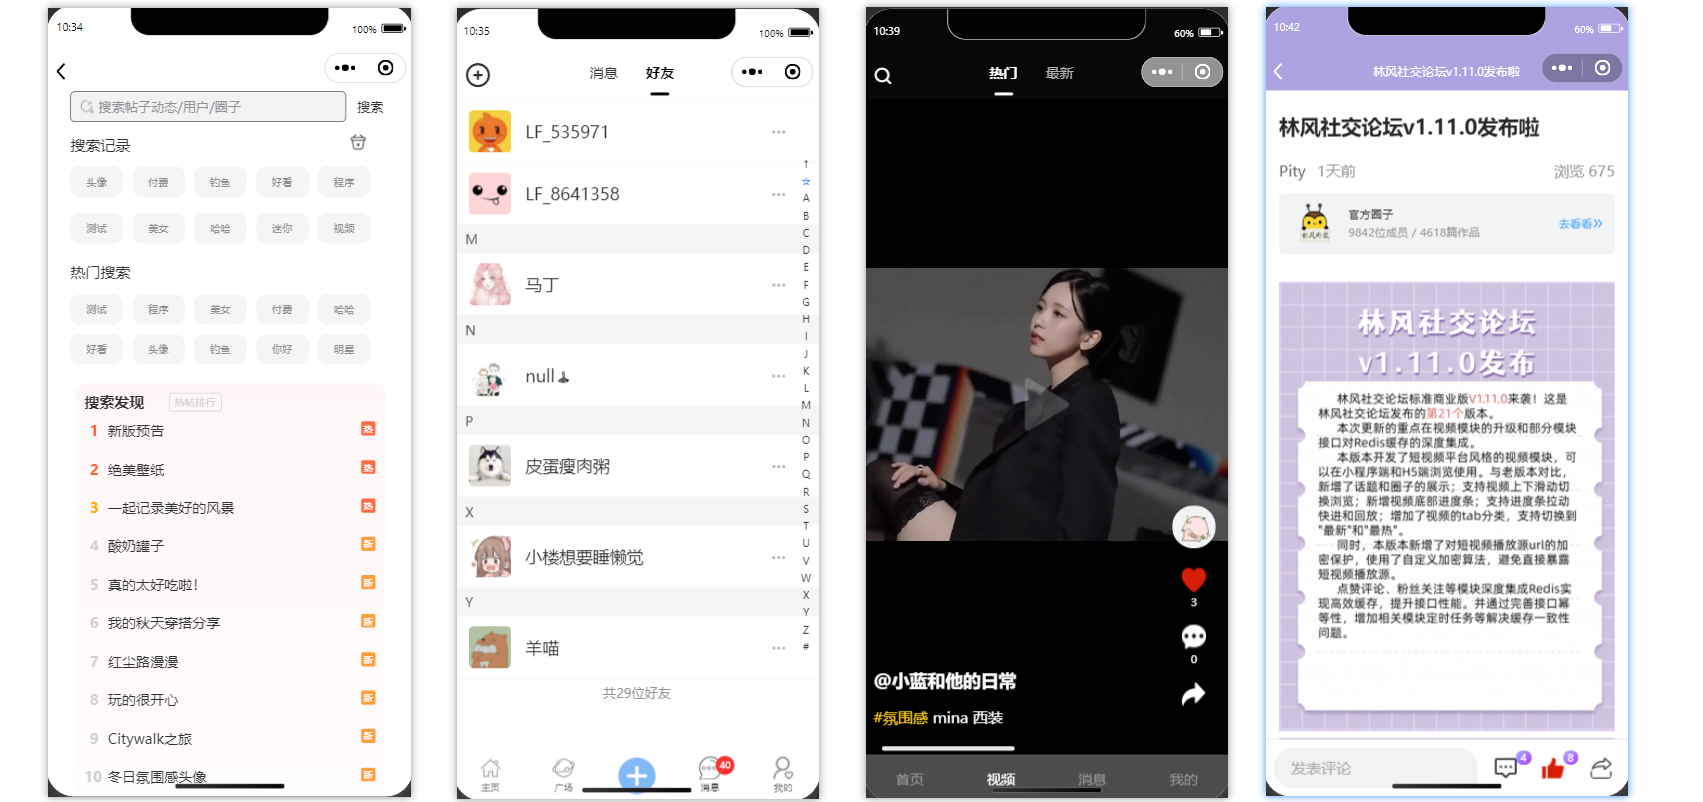 10:34
100%
搜索帖子动态/用户/圈子
搜索
搜索记录
头像 付费 钓鱼 好看 程序
测试 美女 哈哈 迷你 视频
热门搜索
测试 程序 美女 付费 哈哈
好看 头像 钓鱼 你好 明星
搜索发现 热帖排行
1 新版预告 热
2 绝美壁纸 热
3 一起记录美好的风景 热
4 酸奶罐子 新
5 真的太好吃啦! 新
6 我的秋天穿搭分享 新
7 红尘路漫漫 新
8 玩的很开心 新
9 Citywalk之旅 新
10 冬日氛围感头像 新
10:35
100%
消息 好友
LF_535971
LF_8641358
M
马丁
N
null
P
皮蛋瘦肉粥
X
小楼想要睡懒觉
Y
羊喵
共29位好友
↑
☆
A
B
C
D
E
F
G
H
I
J
K
L
M
N
O
P
Q
R
S
T
U
V
W
X
Y
Z
#
40
主页 广场 消息 我的
10:39
60%
热门 最新
3
0
@小蓝和他的日常
#氛围感 mina 西装
首页 视频 消息 我的
10:42
60%
林风社交论坛v1.11.0发布啦
林风社交论坛v1.11.0发布啦
Pity 1天前 浏览 675
官方圈子
9842位成员 / 4618篇作品
去看看»
林风社交论坛
v1.11.0发布
林风社交论坛标准商业版V1.11.0来袭！这是
林风社交论坛发布的第21个版本。
本次更新的重点在视频模块的升级和部分模块
接口对Redis缓存的深度集成。
本版本开发了短视频平台风格的视频模块，可
以在小程序端和H5端浏览使用。与老版本对比，
新增了话题和圈子的展示；支持视频上下滑动切
换浏览；新增视频底部进度条；支持进度条拉动
快进和回放；增加了视频的tab分类，支持切换到
"最新"和"最热"。
同时，本版本新增了对短视频播放源url的加
密保护，使用了自定义加密算法，避免直接暴露
短视频播放源。
点赞评论、粉丝关注等模块深度集成Redis实
现高效缓存，提升接口性能。并通过完善接口幂
等性，增加相关模块定时任务等解决缓存一致性
问题。
发表评论
4
8